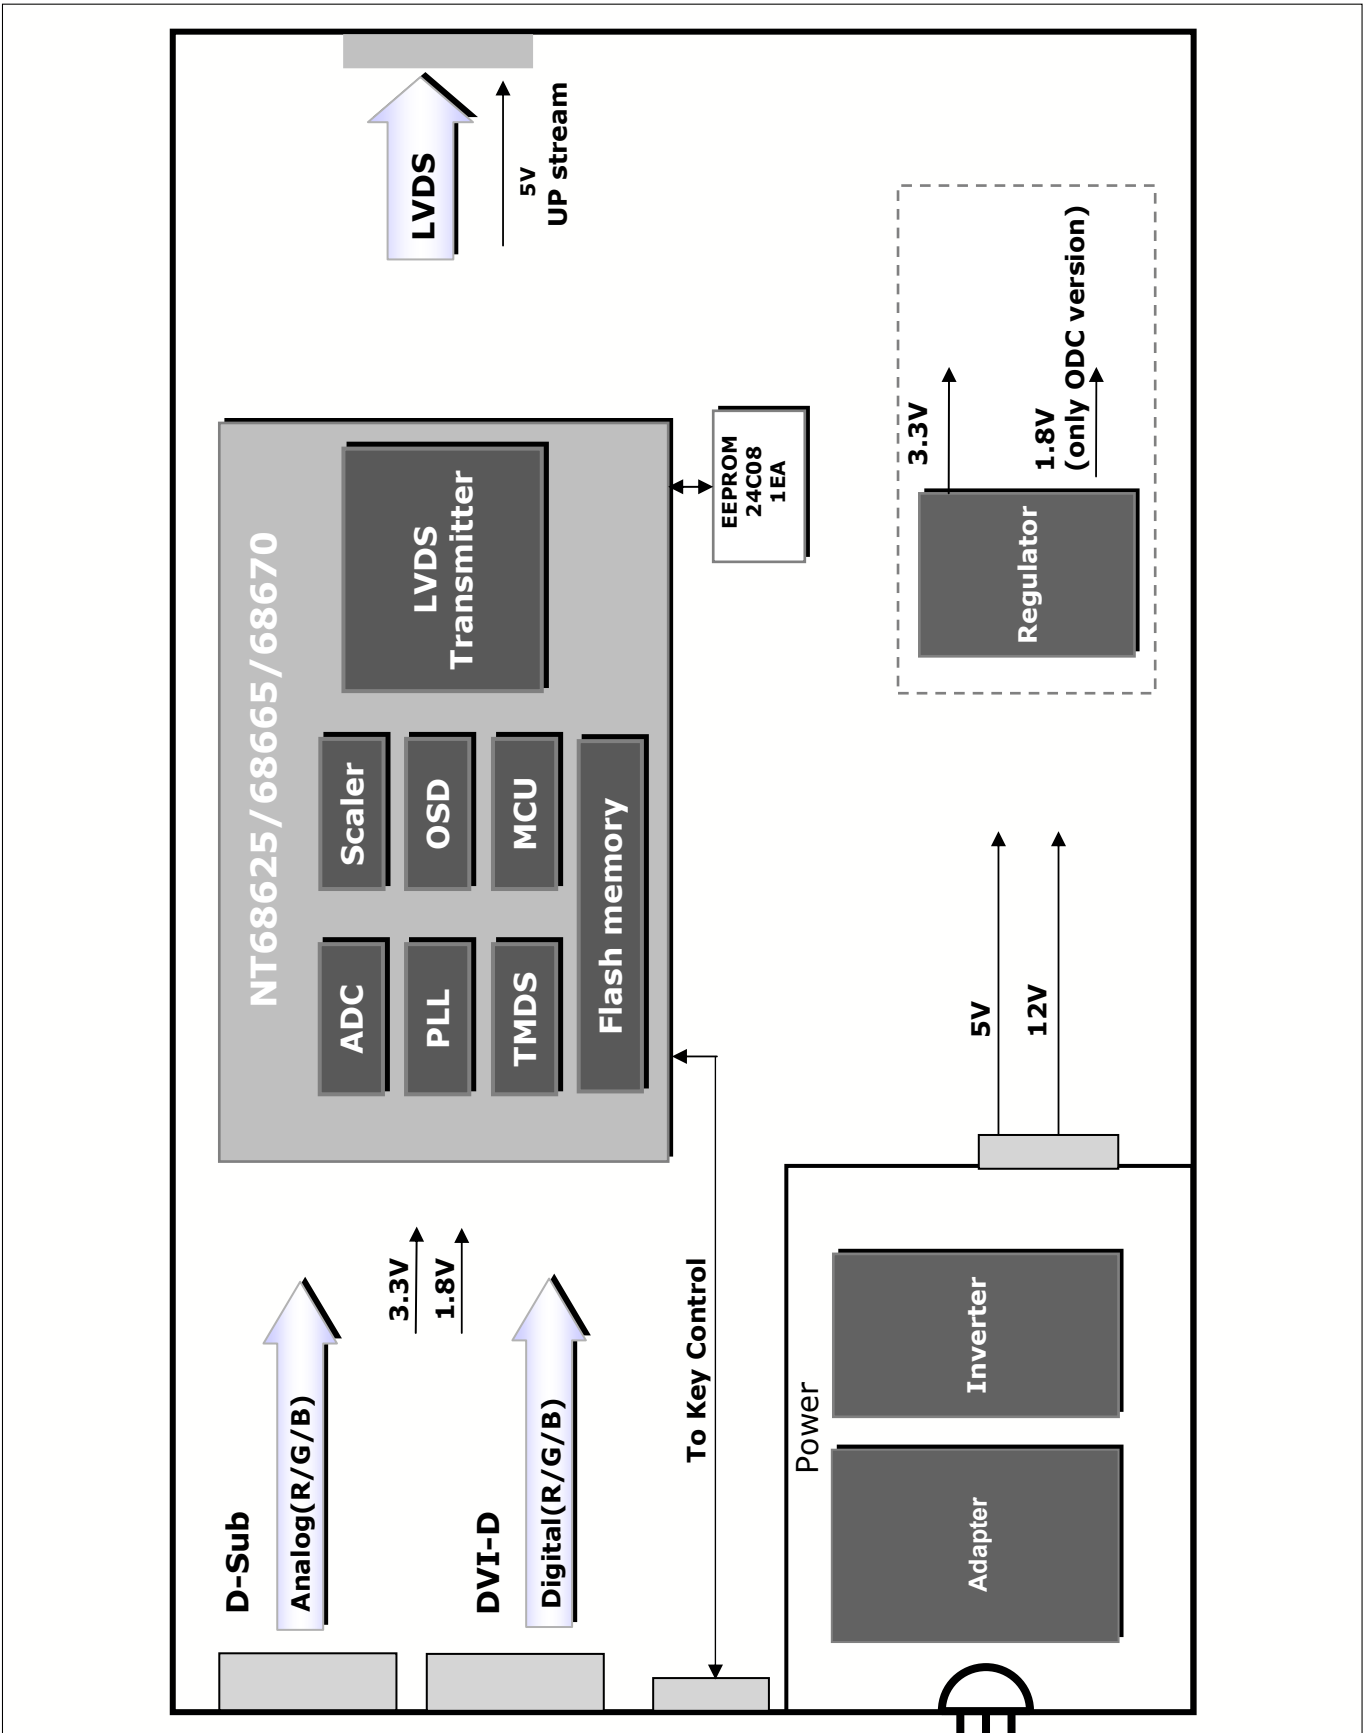 D-Sub
Analog(R/G/B)
DVI-D
Digital(R/G/B)
3.3V
1.8V
To Key Control
NT68625/68665/68670
ADC
Scaler
PLL
OSD
TMDS
MCU
Flash memory
LVDS
Transmitter
EEPROM
24C08
1EA
LVDS
5V
UP stream
Power
Adapter
Inverter
5V
12V
Regulator
3.3V
1.8V
(only ODC version)